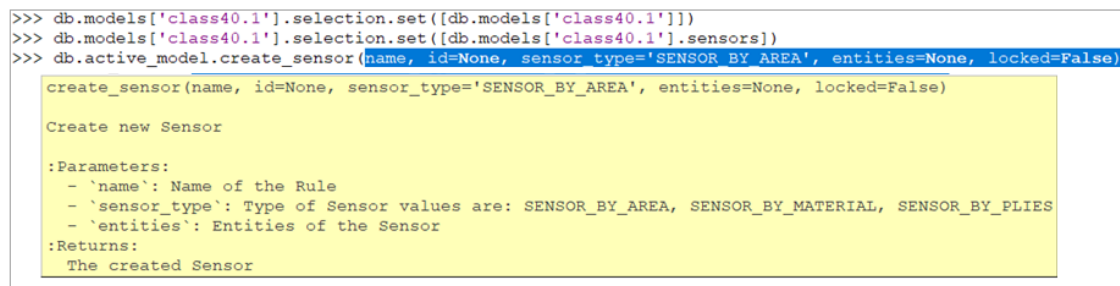 >>> db.models['class40.1'].selection.set([db.models['class40.1']])
>>> db.models['class40.1'].selection.set([db.models['class40.1'].sensors])
>>> db.active_model.create_sensor(name, id=None, sensor_type='SENSOR_BY_AREA', entities=None, locked=False)
create_sensor(name, id=None, sensor_type='SENSOR_BY_AREA', entities=None, locked=False)
Create new Sensor
:Parameters:
- `name`: Name of the Rule
- `sensor_type`: Type of Sensor values are: SENSOR_BY_AREA, SENSOR_BY_MATERIAL, SENSOR_BY_PLIES
- `entities`: Entities of the Sensor
:Returns:
The created Sensor